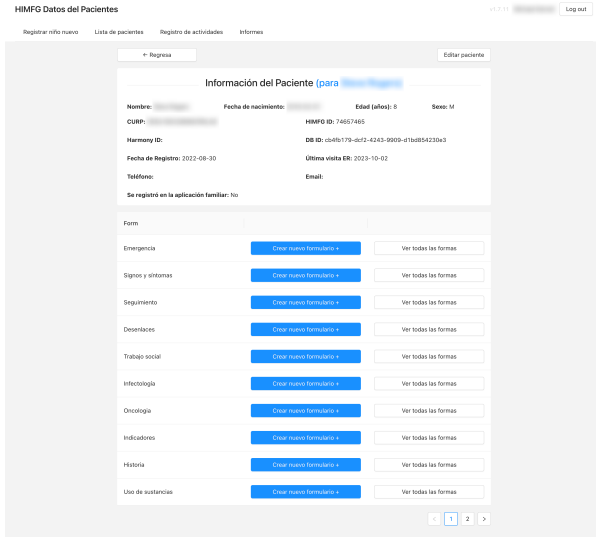 HIMFG Datos del Pacientes
v1.7.11
Log out
Registrar niño nuevo Lista de pacientes Registro de actividades Informes
← Regresa Editar paciente
Información del Paciente (para
Nombre: Fecha de nacimiento: Edad (años): 8 Sexo: M
CURP: HIMFG ID: 74657465
Harmony ID: DB ID: cb4fb179-dcf2-4243-9909-d1bd854230e3
Fecha de Registro: 2022-08-30 Última visita ER: 2023-10-02
Teléfono: Email:
Se registró en la aplicación familiar: No
Form
Emergencia Crear nuevo formulario + Ver todas las formas
Signos y síntomas Crear nuevo formulario + Ver todas las formas
Seguimiento Crear nuevo formulario + Ver todas las formas
Desenlaces Crear nuevo formulario + Ver todas las formas
Trabajo social Crear nuevo formulario + Ver todas las formas
Infectología Crear nuevo formulario + Ver todas las formas
Oncología Crear nuevo formulario + Ver todas las formas
Indicadores Crear nuevo formulario + Ver todas las formas
Historia Crear nuevo formulario + Ver todas las formas
Uso de sustancias Crear nuevo formulario + Ver todas las formas
< 1 2 >